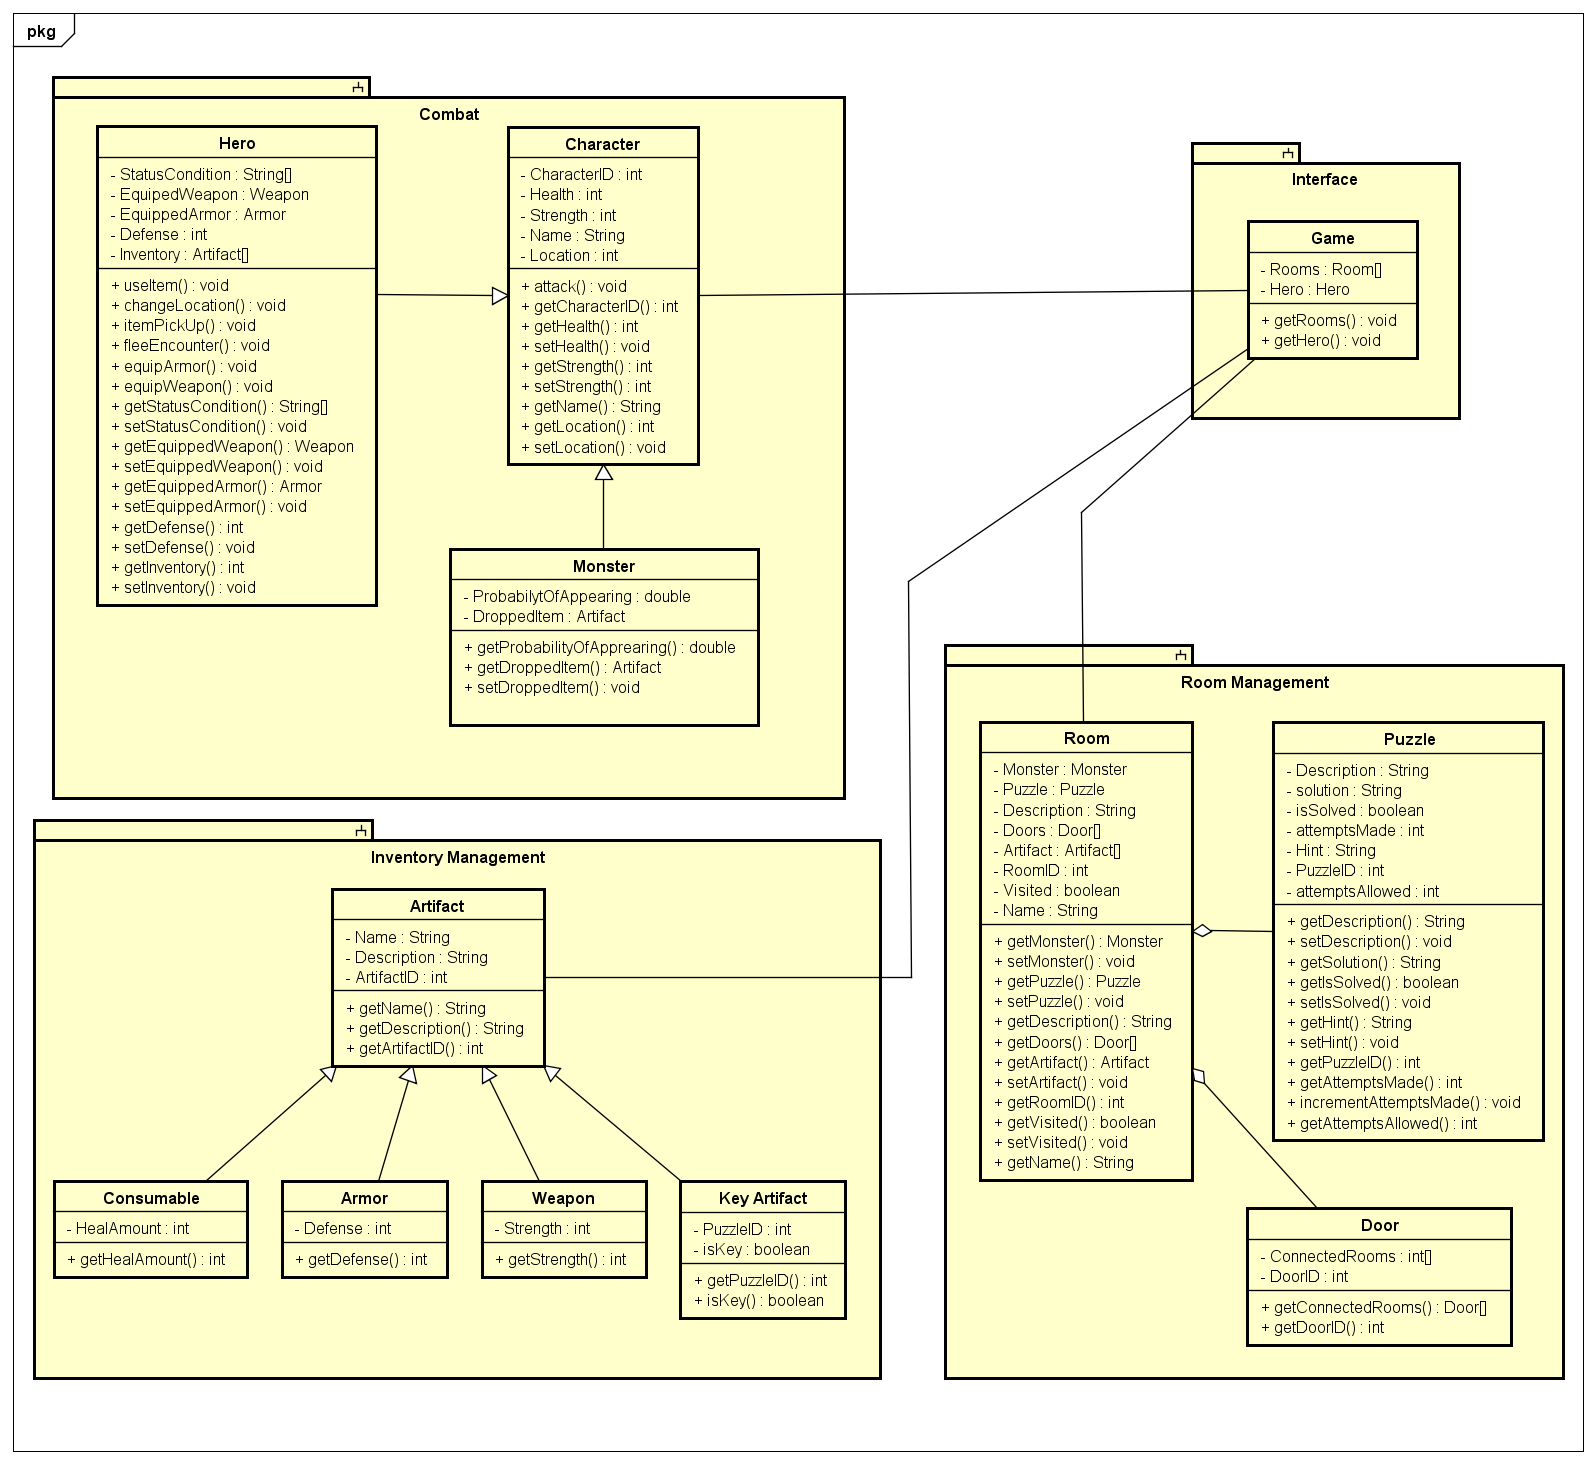 pkg
Combat
Hero
- StatusCondition : String[]
- EquipedWeapon : Weapon
- EquippedArmor : Armor
- Defense : int
- Inventory : Artifact[]
+ useItem() : void
+ changeLocation() : void
+ itemPickUp() : void
+ fleeEncounter() : void
+ equipArmor() : void
+ equipWeapon() : void
+ getStatusCondition() : String[]
+ setStatusCondition() : void
+ getEquippedWeapon() : Weapon
+ setEquippedWeapon() : void
+ getEquippedArmor() : Armor
+ setEquippedArmor() : void
+ getDefense() : int
+ setDefense() : void
+ getInventory() : int
+ setInventory() : void
Character
- CharacterID : int
- Health : int
- Strength : int
- Name : String
- Location : int
+ attack() : void
+ getCharacterID() : int
+ getHealth() : int
+ setHealth() : void
+ getStrength() : int
+ setStrength() : int
+ getName() : String
+ getLocation() : int
+ setLocation() : void
Monster
- ProbabilytOfAppearing : double
- DroppedItem : Artifact
+ getProbabilityOfApprearing() : double
+ getDroppedItem() : Artifact
+ setDroppedItem() : void
Interface
Game
- Rooms : Room[]
- Hero : Hero
+ getRooms() : void
+ getHero() : void
Inventory Management
Artifact
- Name : String
- Description : String
- ArtifactID : int
+ getName() : String
+ getDescription() : String
+ getArtifactID() : int
Consumable
- HealAmount : int
+ getHealAmount() : int
Armor
- Defense : int
+ getDefense() : int
Weapon
- Strength : int
+ getStrength() : int
Key Artifact
- PuzzleID : int
- isKey : boolean
+ getPuzzleID() : int
+ isKey() : boolean
Room Management
Room
- Monster : Monster
- Puzzle : Puzzle
- Description : String
- Doors : Door[]
- Artifact : Artifact[]
- RoomID : int
- Visited : boolean
- Name : String
+ getMonster() : Monster
+ setMonster() : void
+ getPuzzle() : Puzzle
+ setPuzzle() : void
+ getDescription() : String
+ getDoors() : Door[]
+ getArtifact() : Artifact
+ setArtifact() : void
+ getRoomID() : int
+ getVisited() : boolean
+ setVisited() : void
+ getName() : String
Puzzle
- Description : String
- solution : String
- isSolved : boolean
- attemptsMade : int
- Hint : String
- PuzzleID : int
- attemptsAllowed : int
+ getDescription() : String
+ setDescription() : void
+ getSolution() : String
+ getIsSolved() : boolean
+ setIsSolved() : void
+ getHint() : String
+ setHint() : void
+ getPuzzleID() : int
+ getAttemptsMade() : int
+ incrementAttemptsMade() : void
+ getAttemptsAllowed() : int
Door
- ConnectedRooms : int[]
- DoorID : int
+ getConnectedRooms() : Door[]
+ getDoorID() : int